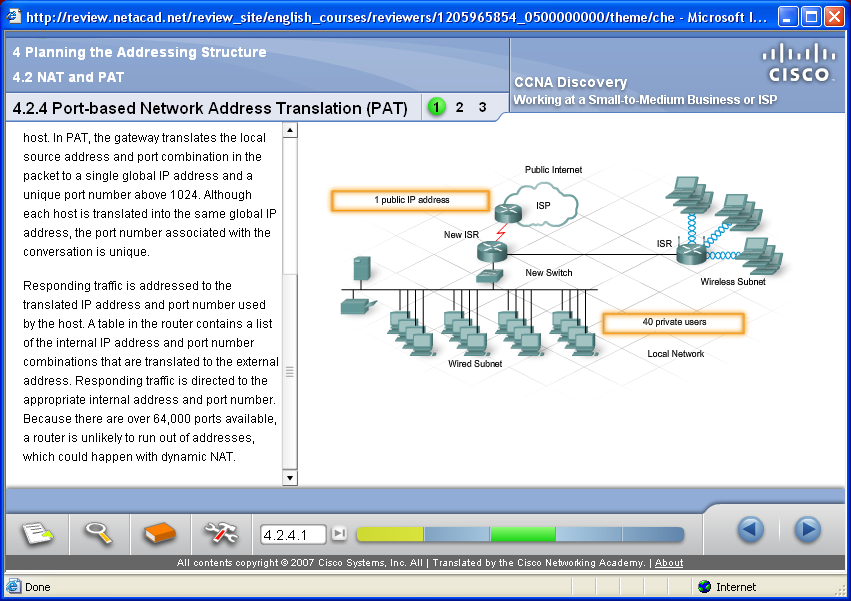 http://review.netacad.net/review_site/english_courses/reviewers/1205965854_0500000000/theme/che - Microsoft I...
4 Planning the Addressing Structure
4.2 NAT and PAT
CISCO
CCNA Discovery
Working at a Small-to-Medium Business or ISP
4.2.4 Port-based Network Address Translation (PAT)
1 2 3
host. In PAT, the gateway translates the local
source address and port combination in the
packet to a single global IP address and a
unique port number above 1024. Although
each host is translated into the same global IP
address, the port number associated with the
conversation is unique.
Responding traffic is addressed to the
translated IP address and port number used
by the host. A table in the router contains a list
of the internal IP address and port number
combinations that are translated to the external
address. Responding traffic is directed to the
appropriate internal address and port number.
Because there are over 64,000 ports available,
a router is unlikely to run out of addresses,
which could happen with dynamic NAT.
Public Internet
1 public IP address
ISP
New ISR
ISR
New Switch
Wireless Subnet
40 private users
Wired Subnet
Local Network
4.2.4.1
All contents copyright © 2007 Cisco Systems, Inc. All | Translated by the Cisco Networking Academy. | About
Done
Internet